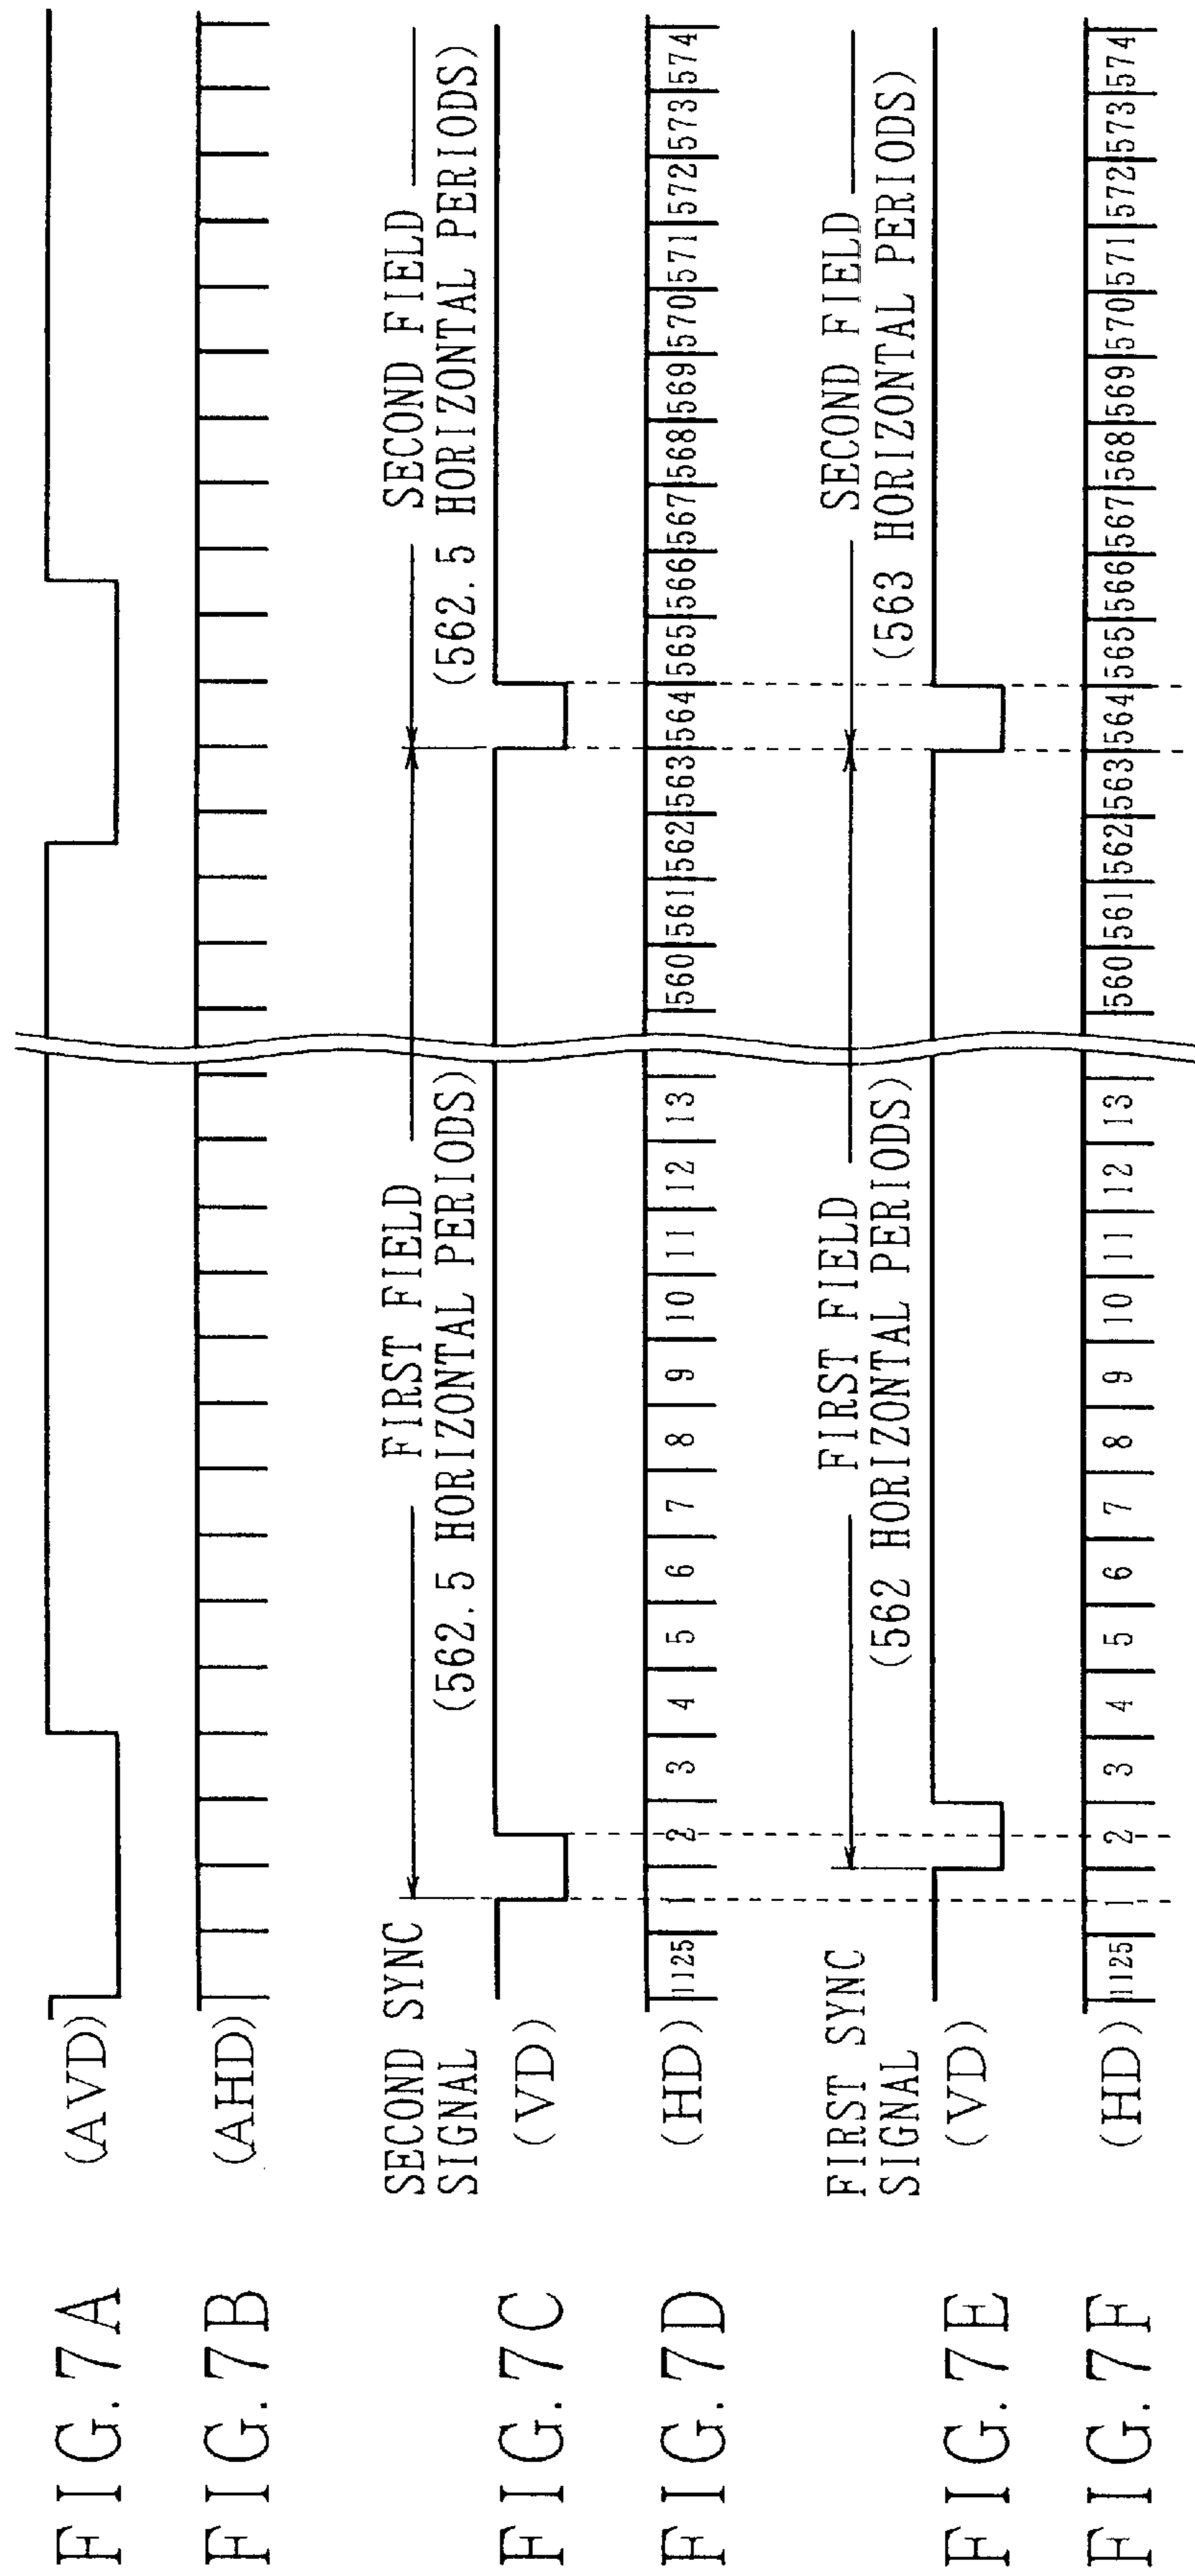 FIG.7A
(AVD)
FIG.7B
(AHD)
FIG.7C
SECOND SYNC
SIGNAL
(VD)
FIRST FIELD
(562.5 HORIZONTAL PERIODS)
SECOND FIELD
(562.5 HORIZONTAL PERIODS)
FIG.7D
(HD)
1125 1 2 3 4 5 6 7 8 9 10 11 12 13 560 561 562 563 564 565 566 567 568 569 570 571 572 573 574
FIG.7E
FIRST SYNC
SIGNAL
(VD)
FIRST FIELD
(562 HORIZONTAL PERIODS)
SECOND FIELD
(563 HORIZONTAL PERIODS)
FIG.7F
(HD)
1125 1 2 3 4 5 6 7 8 9 10 11 12 13 560 561 562 563 564 565 566 567 568 569 570 571 572 573 574